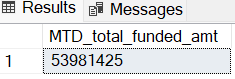 Results Messages
MTD_total_funded_amt
1 53981425